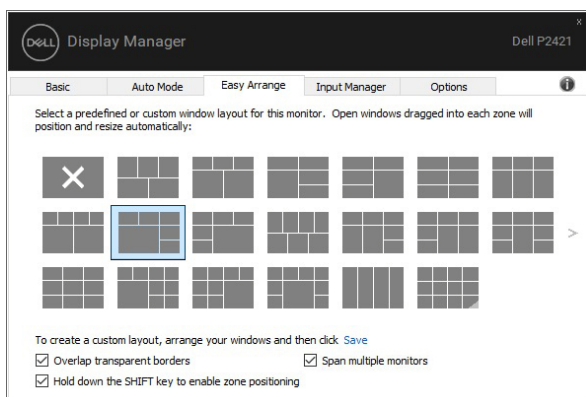 x
DELL Display Manager Dell P2421
Basic Auto Mode Easy Arrange Input Manager Options i
Select a predefined or custom window layout for this monitor. Open windows dragged into each zone will
position and resize automatically:
>
To create a custom layout, arrange your windows and then click Save
Overlap transparent borders Span multiple monitors
Hold down the SHIFT key to enable zone positioning